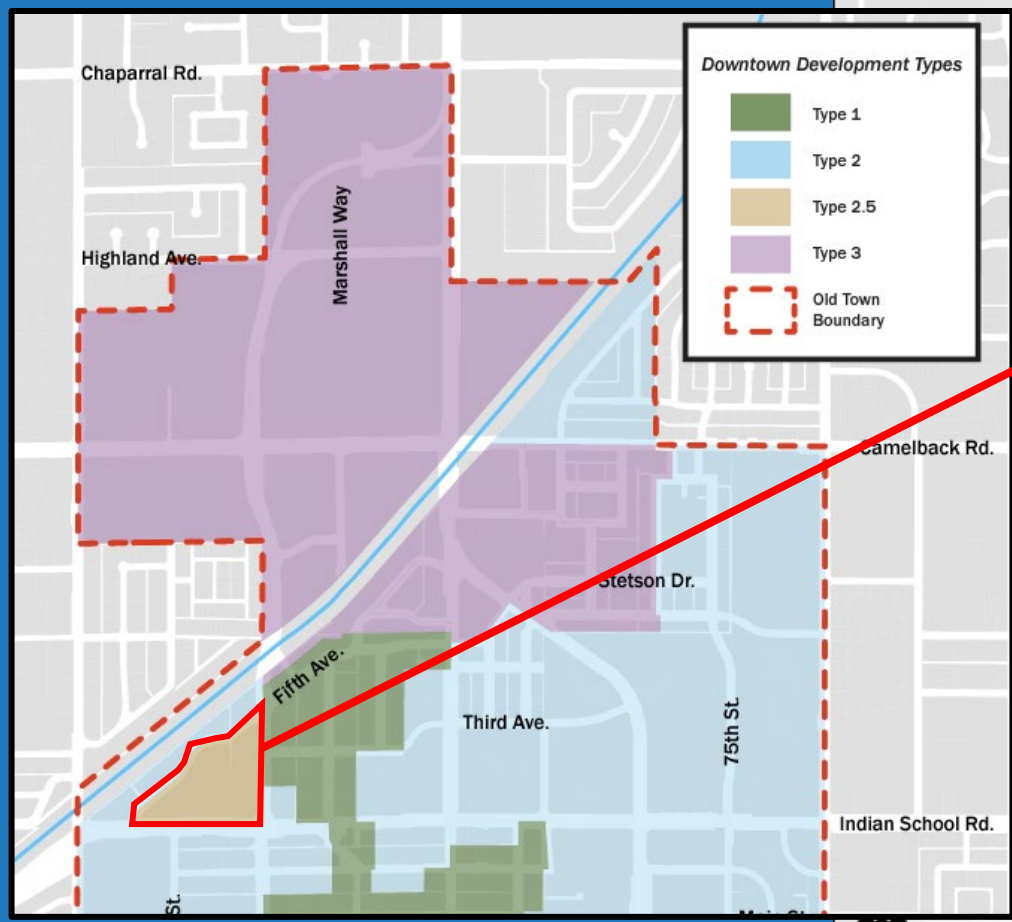 Chaparral Rd.
Downtown Development Types
Type 1
Type 2
Type 2.5
Type 3
Old Town
Boundary
Marshall Way
Highland Ave.
Camelback Rd.
Stetson Dr.
Fifth Ave.
Third Ave.
75th St.
Indian School Rd.
St.